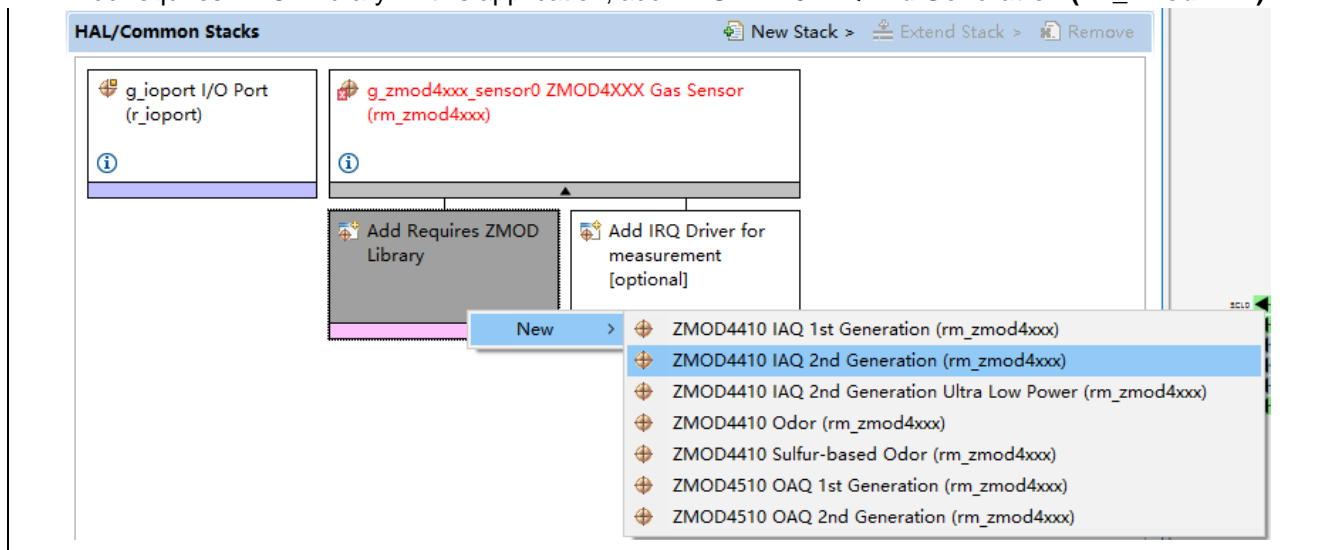 HAL/Common Stacks
New Stack >
Extend Stack >
Remove
g_ioport I/O Port
(r_ioport)
g_zmod4xxx_sensor0 ZMOD4XXX Gas Sensor
(rm_zmod4xxx)
Add Requires ZMOD
Library
Add IRQ Driver for
measurement
[optional]
New >
ZMOD4410 IAQ 1st Generation (rm_zmod4xxx)
ZMOD4410 IAQ 2nd Generation (rm_zmod4xxx)
ZMOD4410 IAQ 2nd Generation Ultra Low Power (rm_zmod4xxx)
ZMOD4410 Odor (rm_zmod4xxx)
ZMOD4410 Sulfur-based Odor (rm_zmod4xxx)
ZMOD4510 OAQ 1st Generation (rm_zmod4xxx)
ZMOD4510 OAQ 2nd Generation (rm_zmod4xxx)